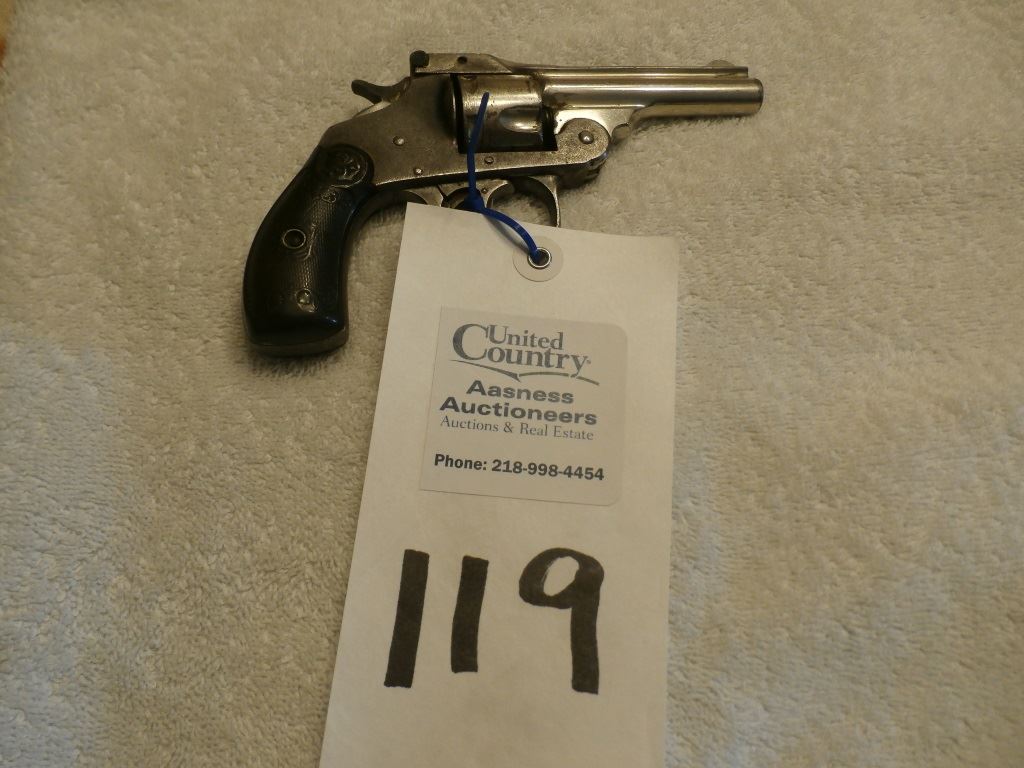 United
Country
Aasness
Auctioneers
Auctions & Real Estate
Phone: 218-998-4454
119